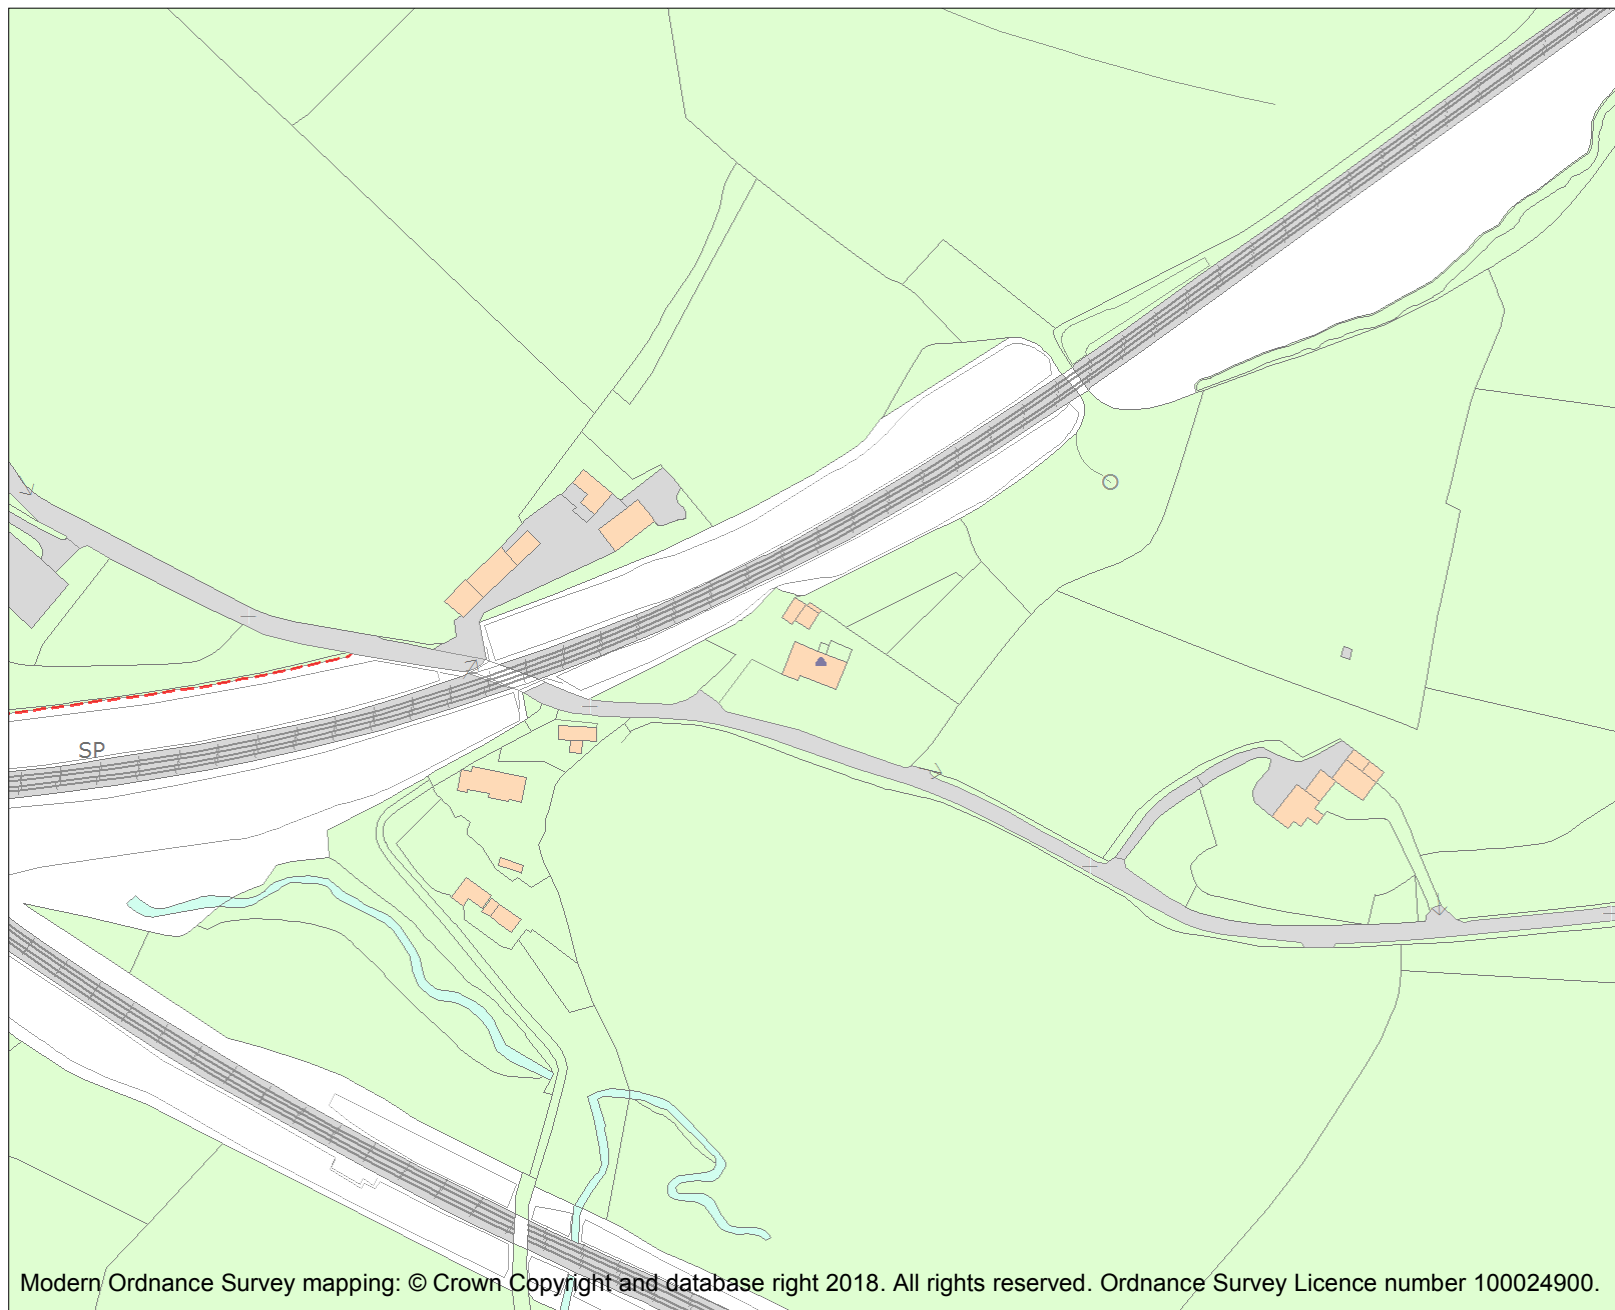 SP
Modern Ordnance Survey mapping: © Crown Copyright and database right 2018. All rights reserved. Ordnance Survey Licence number 100024900.